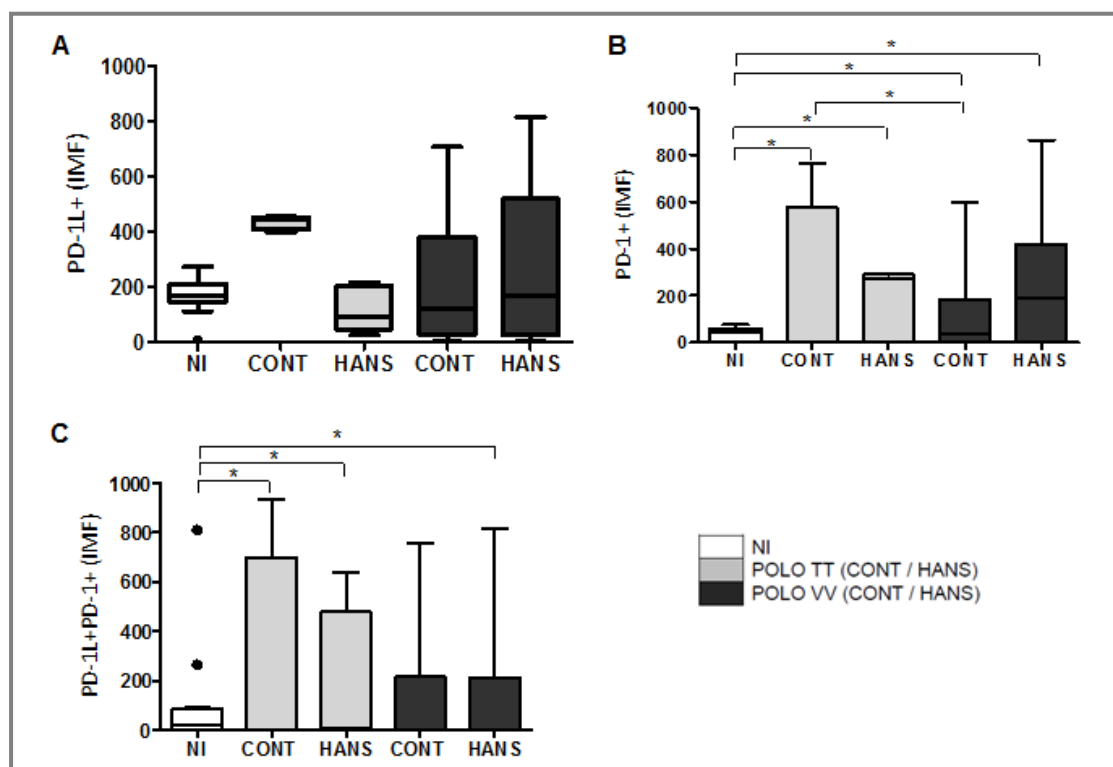 A
PD-1L+ (IMF)
1000
800
600
400
200
0
NI CONT HANS CONT HANS
B
PD-1+ (IMF)
*
*
*
*
*
1000
800
600
400
200
0
NI CONT HANS CONT HANS
C
PD-1L+PD-1+ (IMF)
*
*
*
1000
800
600
400
200
0
NI CONT HANS CONT HANS
NI
POLO TT (CONT / HANS)
POLO VV (CONT / HANS)